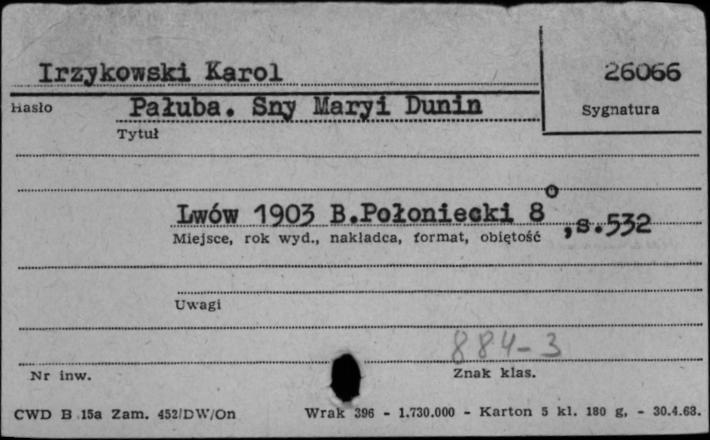 Irzykowski Karol
26066
Hasło
Pałuba. Sny Maryi Dunin
Sygnatura
Tytuł
Lwów 1903 B.Połoniecki 8°,s.532
Miejsce, rok wyd., nakładca, format, objętość
Uwagi
884-3
Nr inw.
Znak klas.
CWD B 15a Zam. 452/DW/On Wrak 396 - 1.730.000 - Karton 5 kl. 180 g. - 30.4.68.